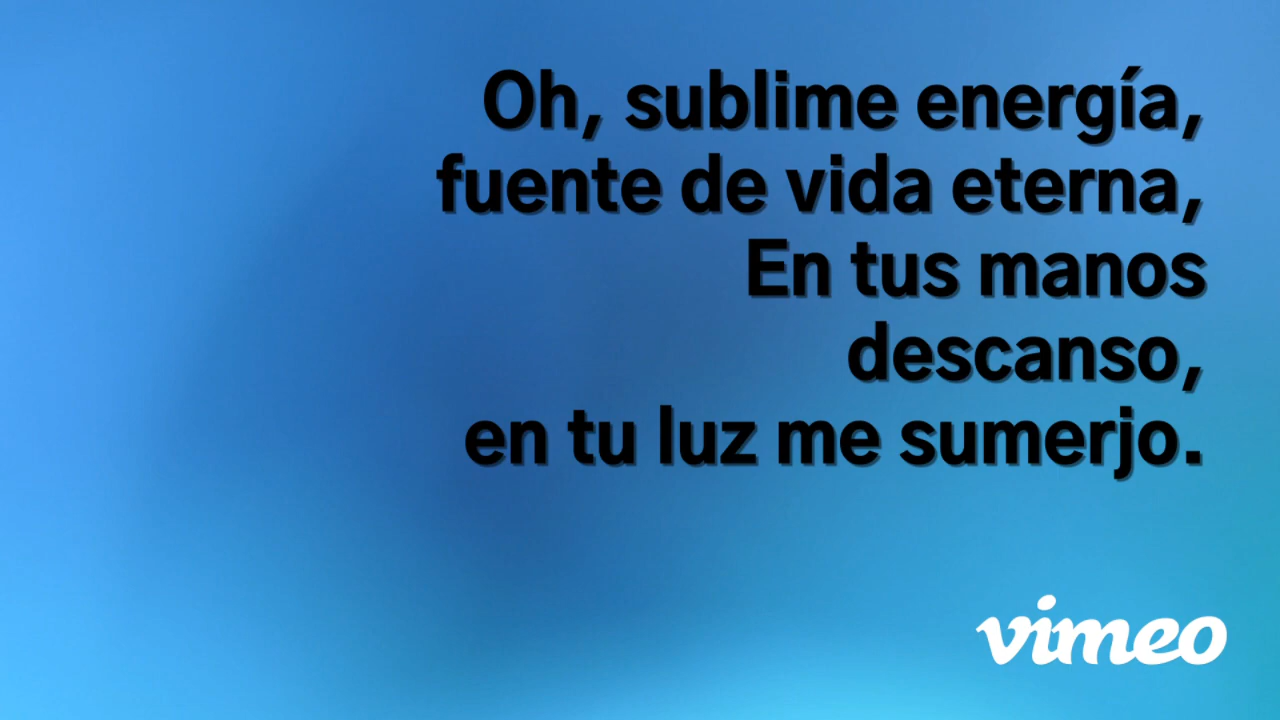 Oh, sublime energía,
fuente de vida eterna,
En tus manos
descanso,
en tu luz me sumerjo.
vimeo